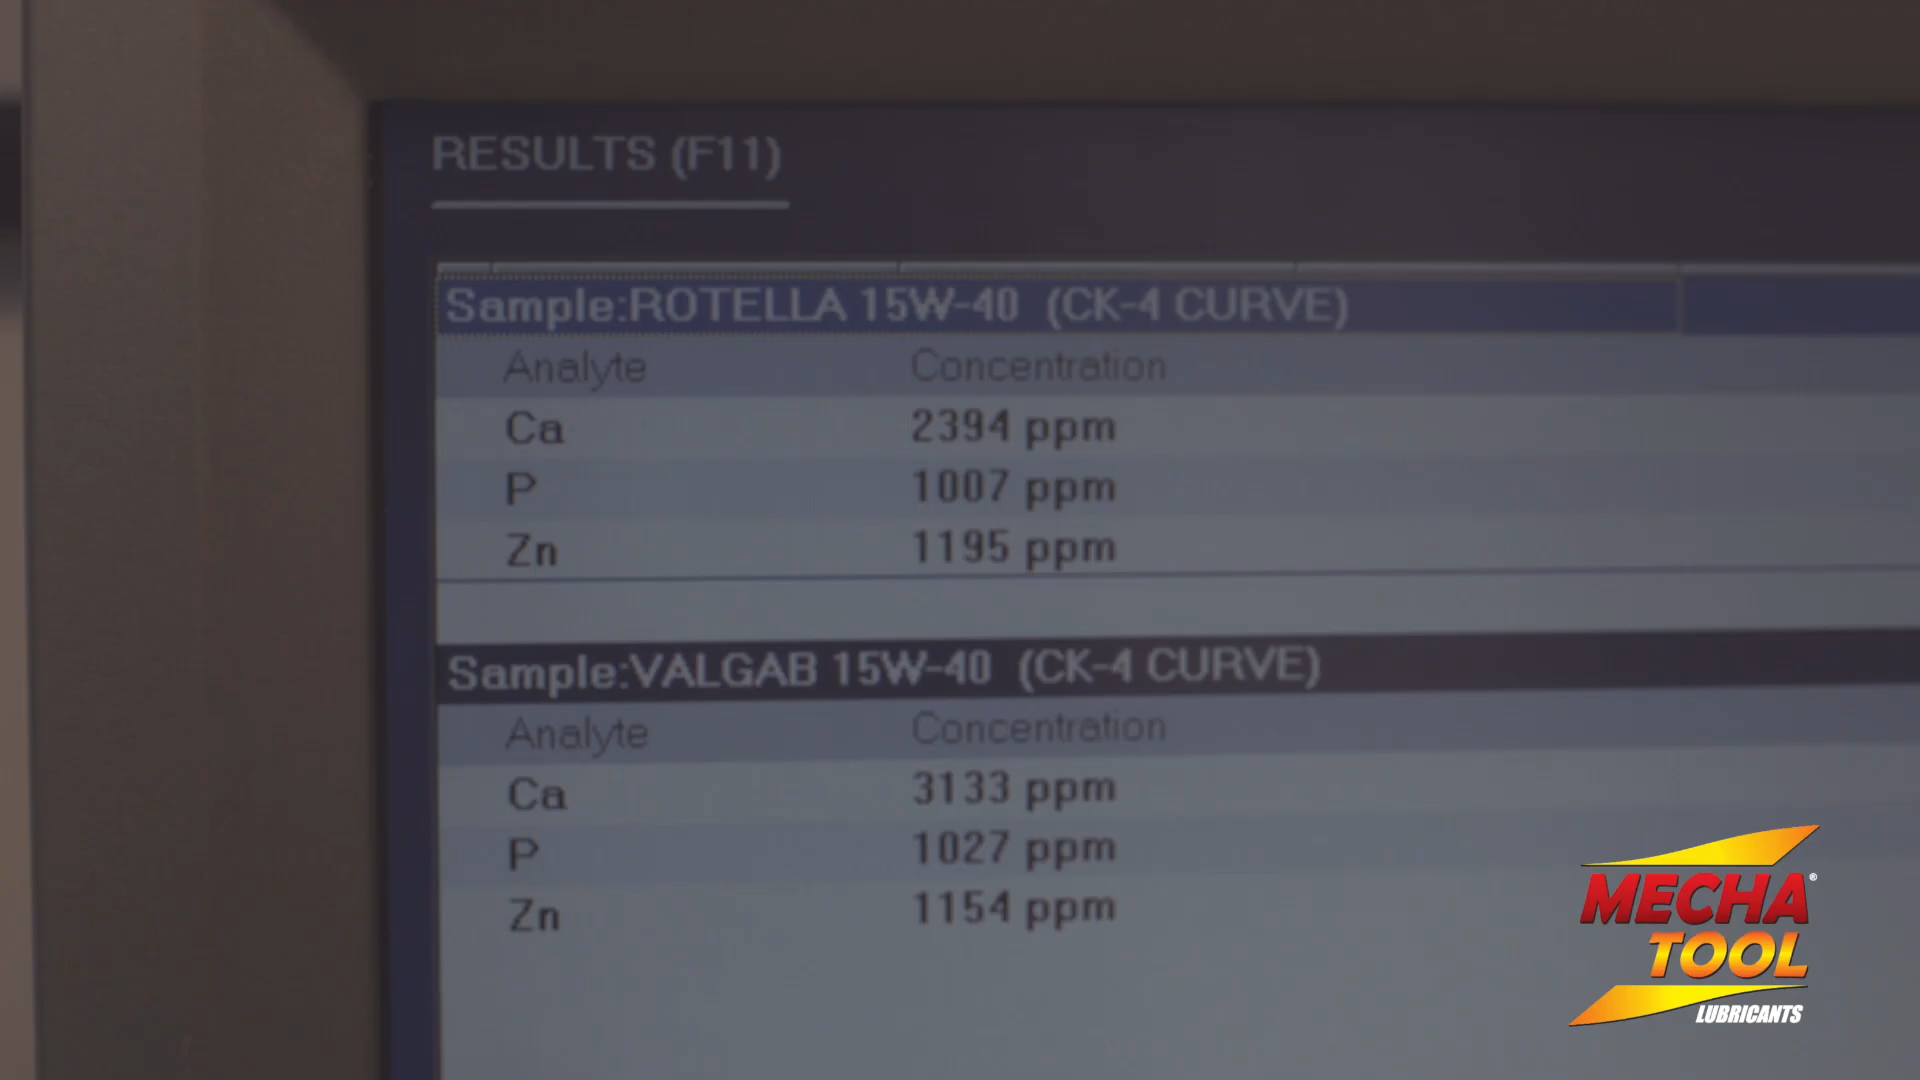 RESULTS (F11)
Sample:ROTELLA 15W-40 (CK-4 CURVE)
Analyte Concentration
Ca 2394 ppm
P 1007 ppm
Zn 1195 ppm
Sample:VALGAB 15W-40 (CK-4 CURVE)
Analyte Concentration
Ca 3133 ppm
P 1027 ppm
Zn 1154 ppm
MECHA®
TOOL
LUBRICANTS